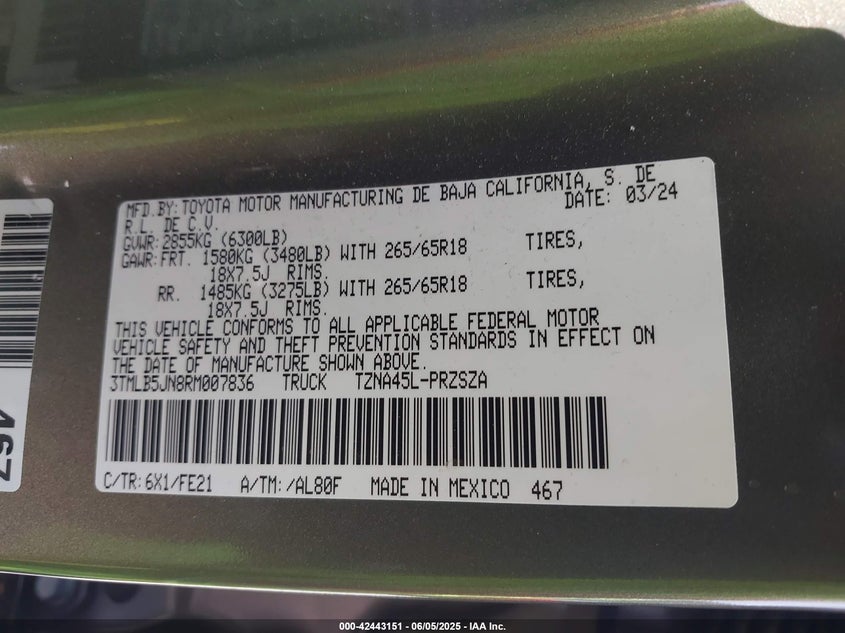 MFD.BY:TOYOTA MOTOR MANUFACTURING DE BAJA CALIFORNIA, S. DE
R.L. DE C.V. DATE: 03/24
GVWR:2855KG (6300LB)
GAWR:FRT. 1580KG (3480LB) WITH 265/65R18 TIRES,
18X7.5J RIMS.
RR. 1485KG (3275LB) WITH 265/65R18 TIRES,
18X7.5J RIMS.
THIS VEHICLE CONFORMS TO ALL APPLICABLE FEDERAL MOTOR
VEHICLE SAFETY AND THEFT PREVENTION STANDARDS IN EFFECT ON
THE DATE OF MANUFACTURE SHOWN ABOVE.
3TMLB5JN8RM007836 TRUCK TZNA45L-PRZSZA
C/TR:6X1/FE21 A/TM:/AL80F MADE IN MEXICO 467
467
000-42443151 - 06/05/2025 - IAA Inc.